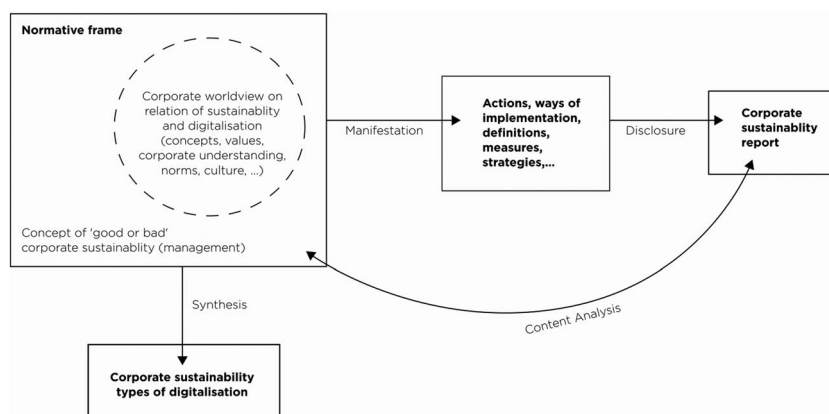 Normative frame
Corporate worldview on
relation of sustainablity
and digitalisation
(concepts, values,
corporate understanding,
norms, culture, ...)
Concept of 'good or bad'
corporate sustainablity (management)
Manifestation
Actions, ways of
implementation,
definitions,
measures,
strategies,...
Disclosure
Corporate
sustainablity
report
Synthesis
Content Analysis
Corporate sustainability
types of digitalisation